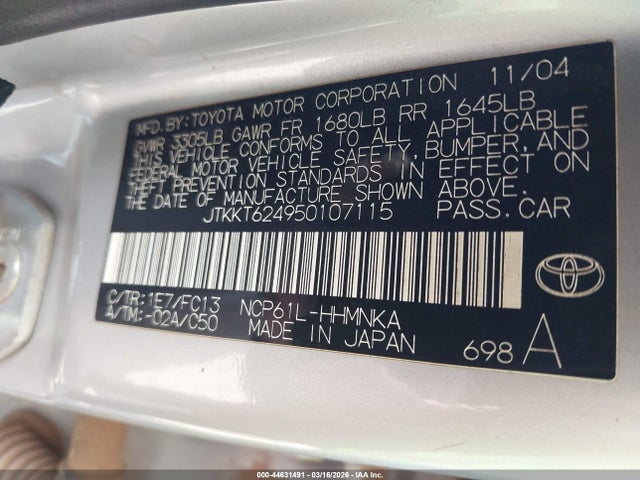 MFD.BY:TOYOTA MOTOR CORPORATION 11/04
GVWR 3305LB GAWR FR 1680LB RR 1645LB
THIS VEHICLE CONFORMS TO ALL APPLICABLE
FEDERAL MOTOR VEHICLE SAFETY, BUMPER, AND
THEFT PREVENTION STANDARDS IN EFFECT ON
THE DATE OF MANUFACTURE SHOWN ABOVE.
JTKKT624950107115 PASS.CAR
C/TR:1E7/FC13 NCP61L-HHMNKA
A/TM:-02A/C50 MADE IN JAPAN
698 A
000-44631491 - 03/16/2026 - IAA Inc.